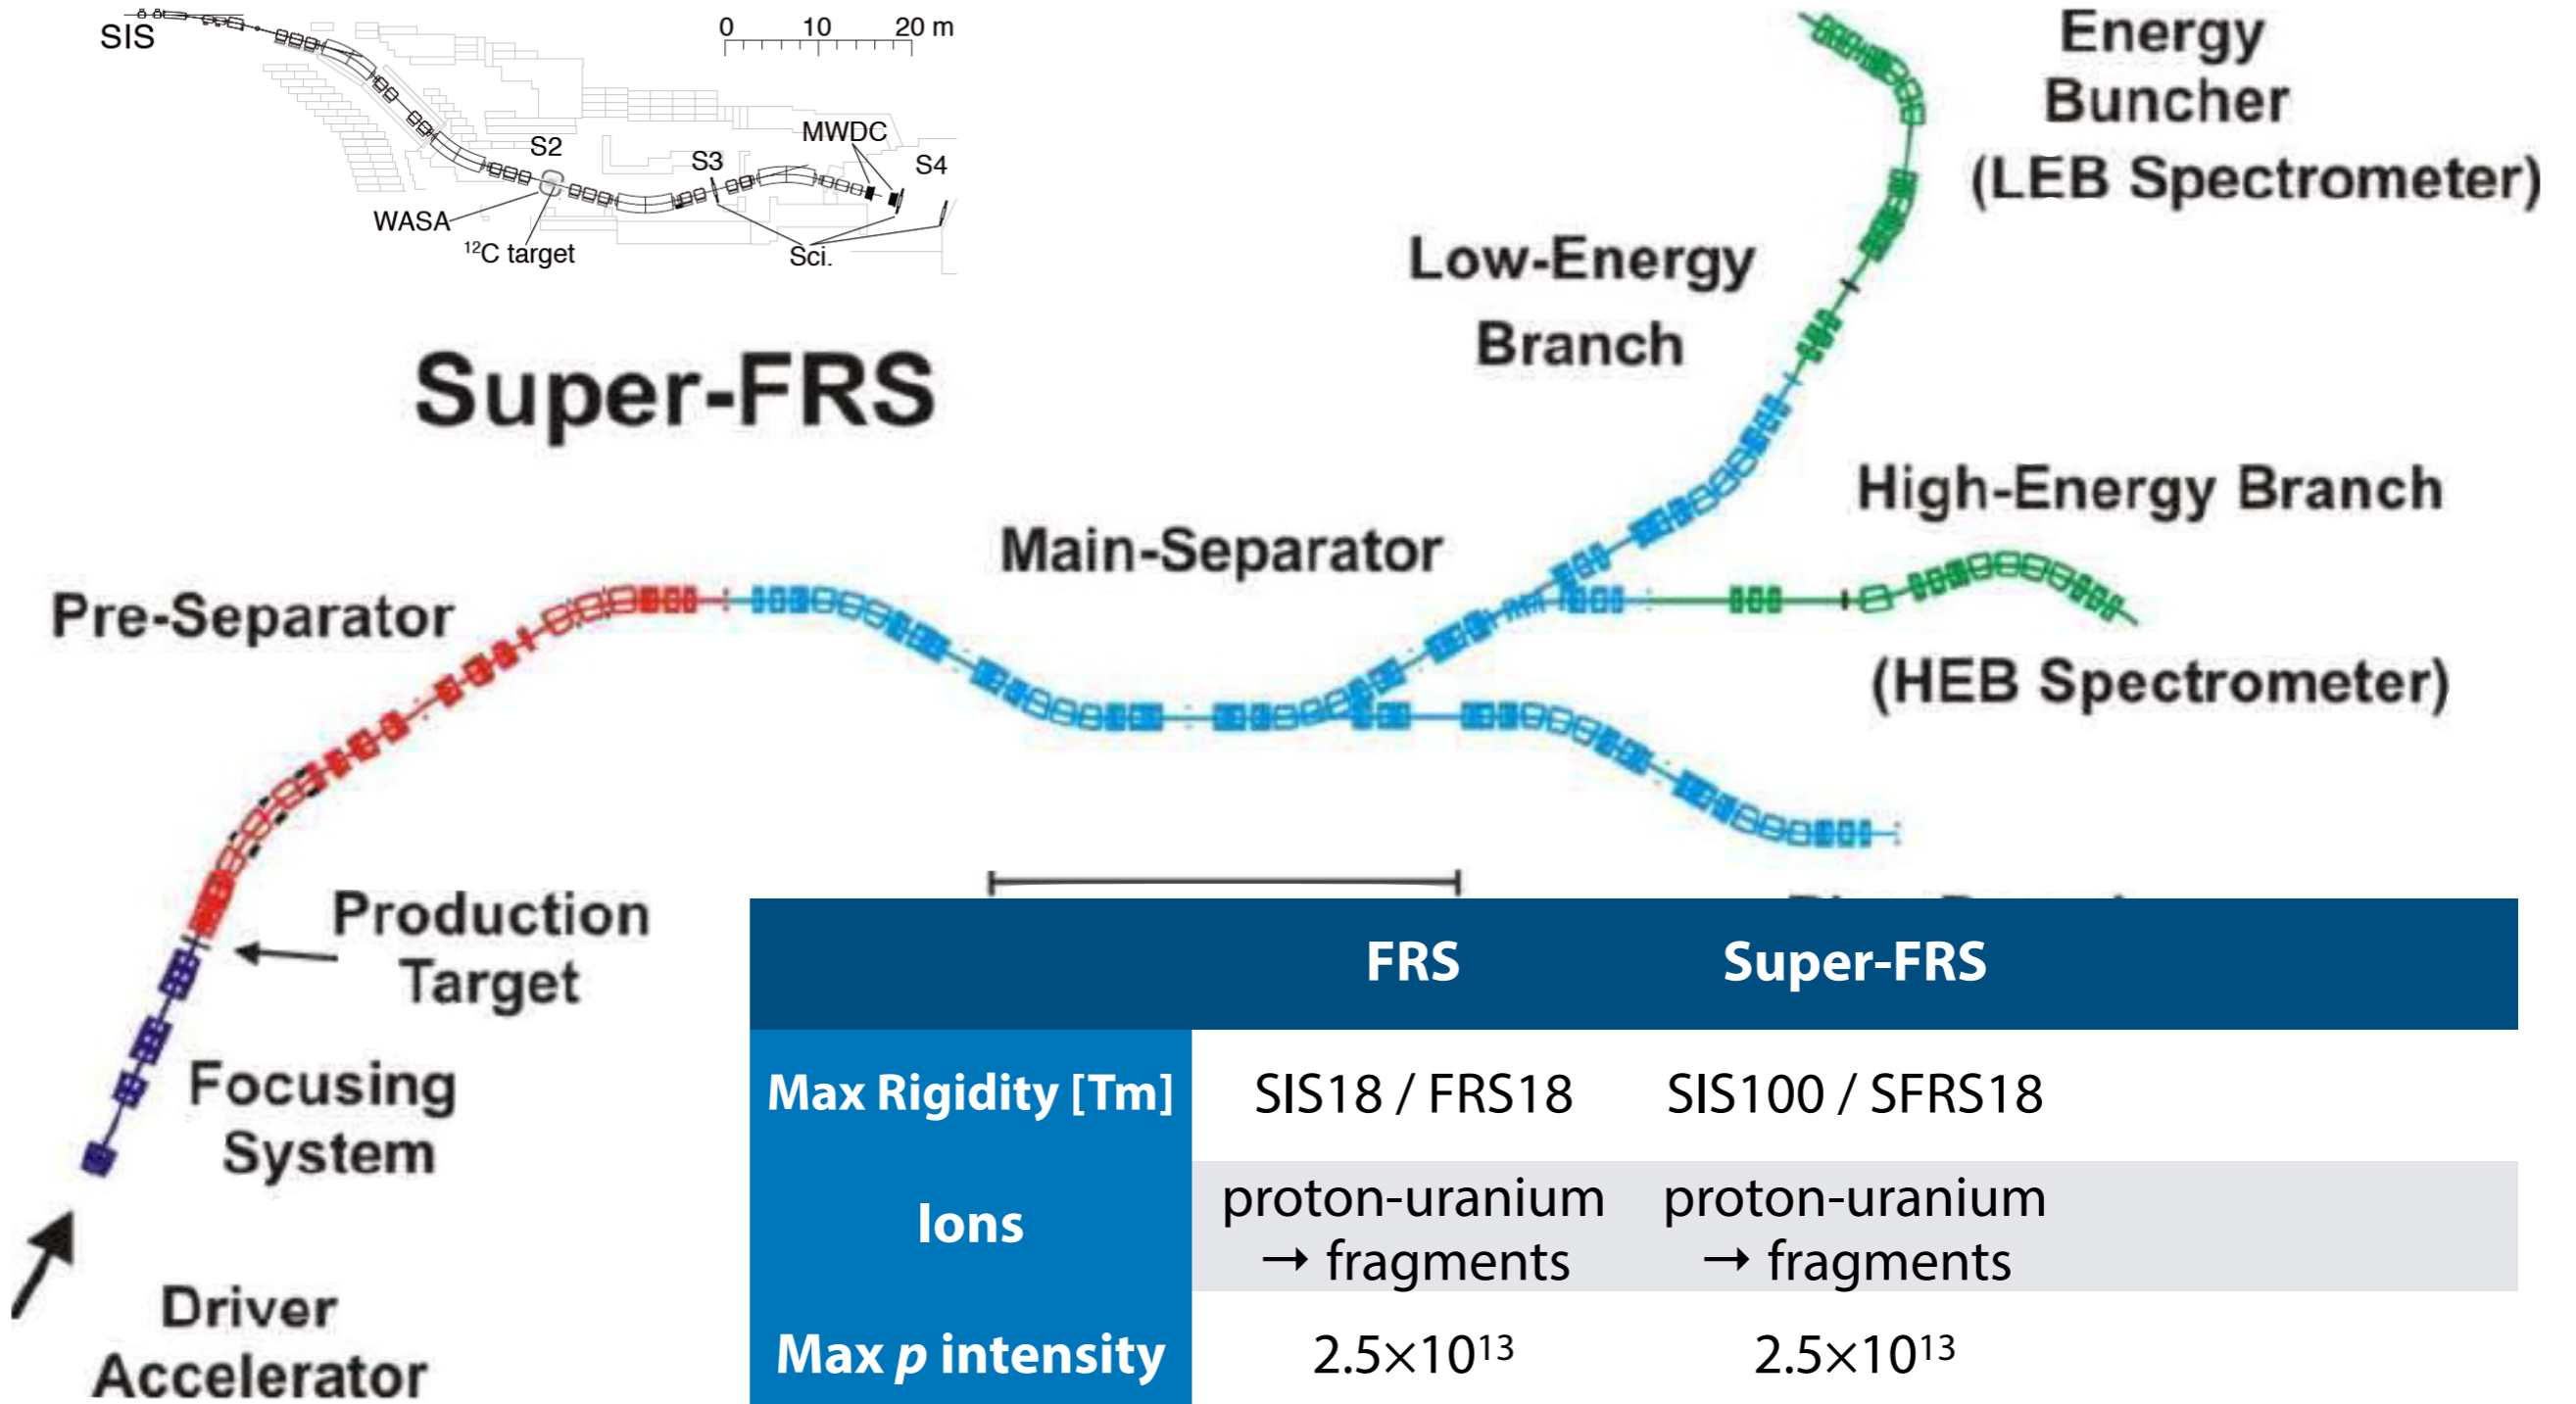 SIS
0 10 20 m
S2
S3
MWDC
S4
WASA
¹²C target
Sci.
Super-FRS
Energy
Buncher
(LEB Spectrometer)
Low-Energy
Branch
High-Energy Branch
Main-Separator
Pre-Separator
(HEB Spectrometer)
Production
Target
Focusing
System
Driver
Accelerator
FRS Super-FRS
Max Rigidity [Tm] SIS18 / FRS18 SIS100 / SFRS18
Ions proton-uranium → fragments proton-uranium → fragments
Max p intensity 2.5×10¹³ 2.5×10¹³